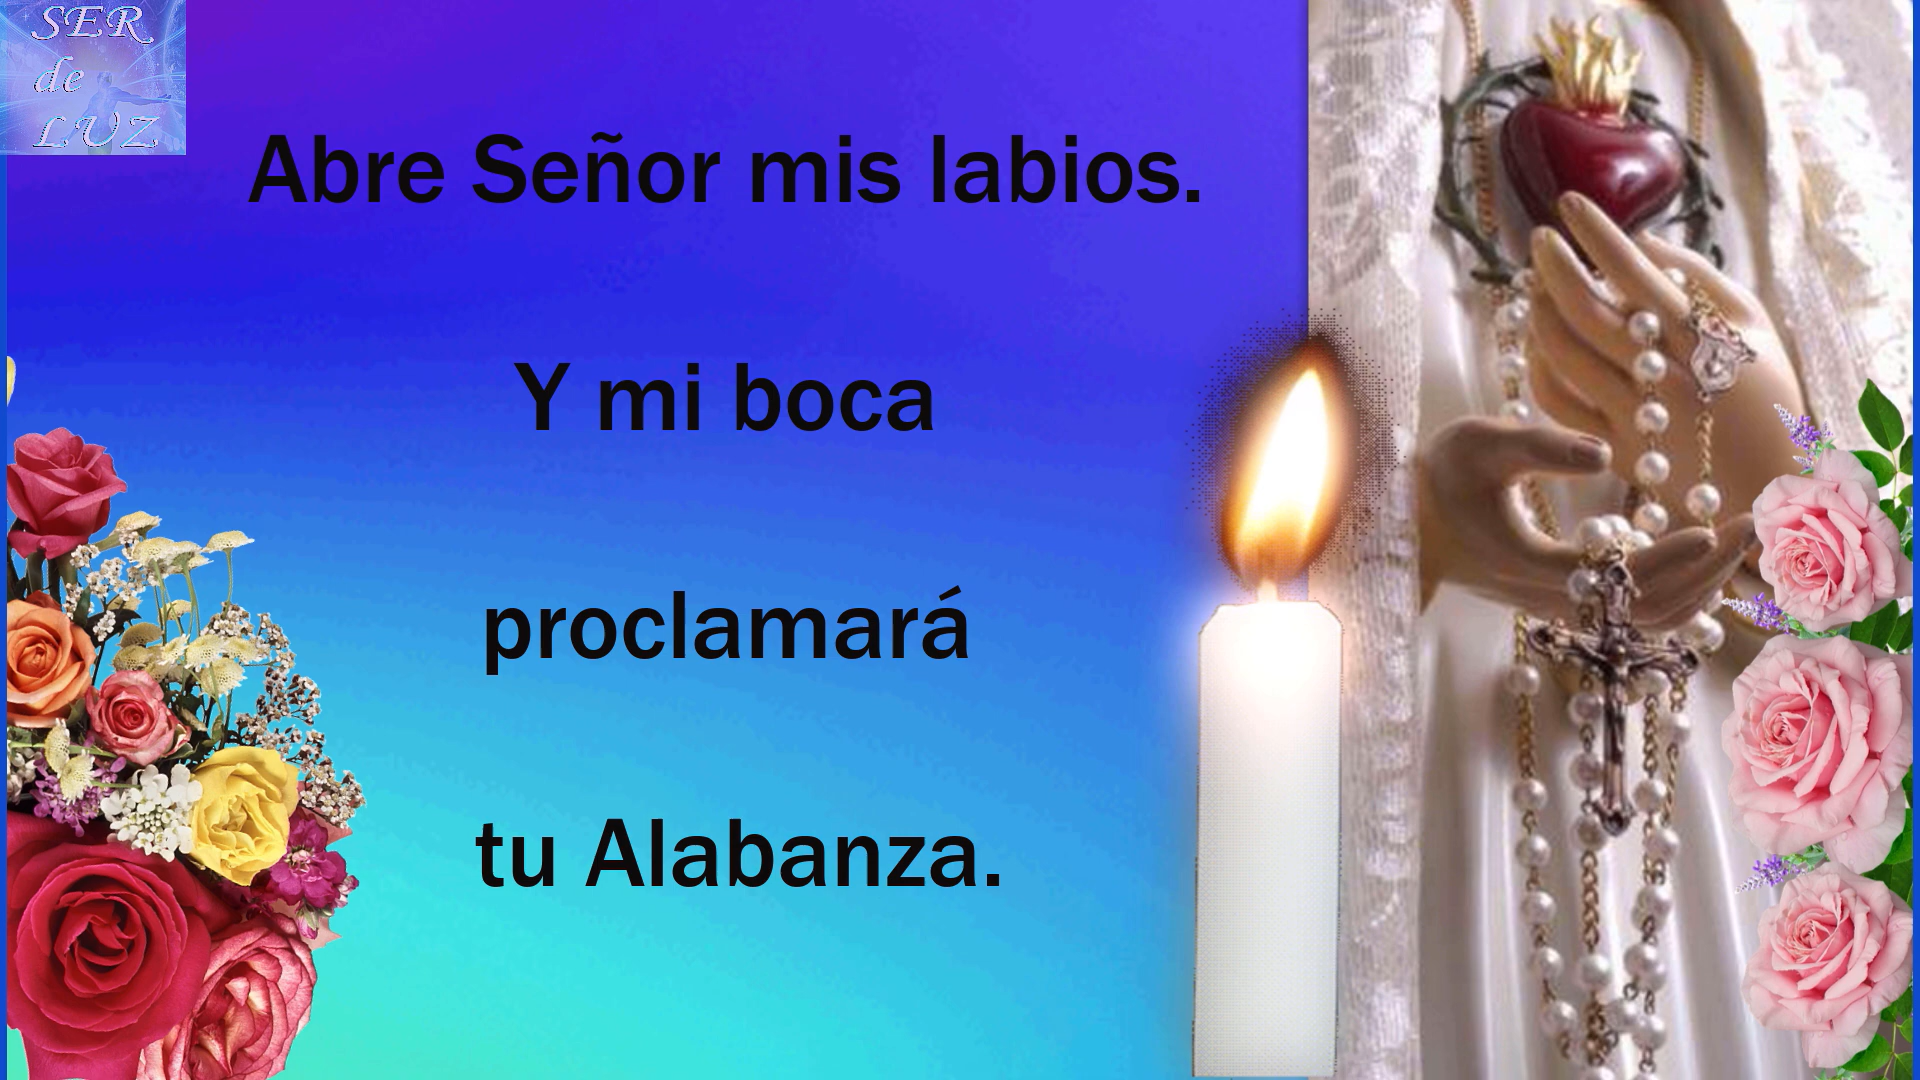 SER
de
LUZ
Abre Señor mis labios.
Y mi boca
proclamará
tu Alabanza.